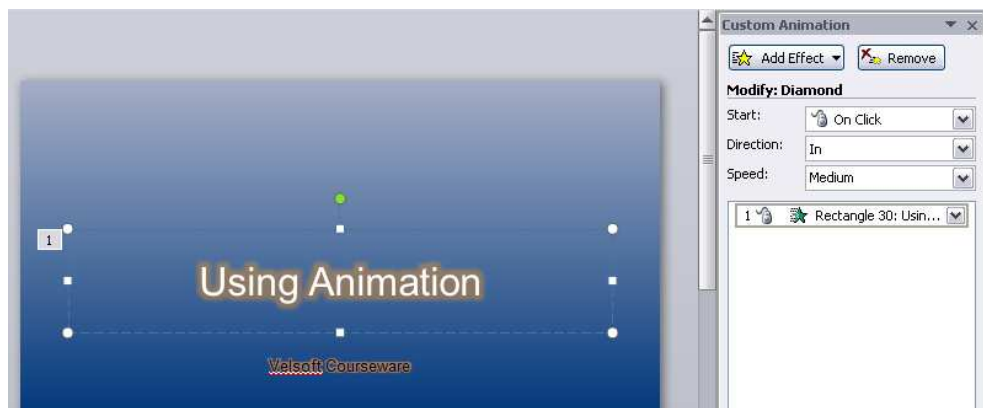 Custom Animation
Add Effect
Remove
Modify: Diamond
Start:
On Click
Direction:
In
Speed:
Medium
1 Rectangle 30: Usin...
1
Using Animation
Velsoft Courseware